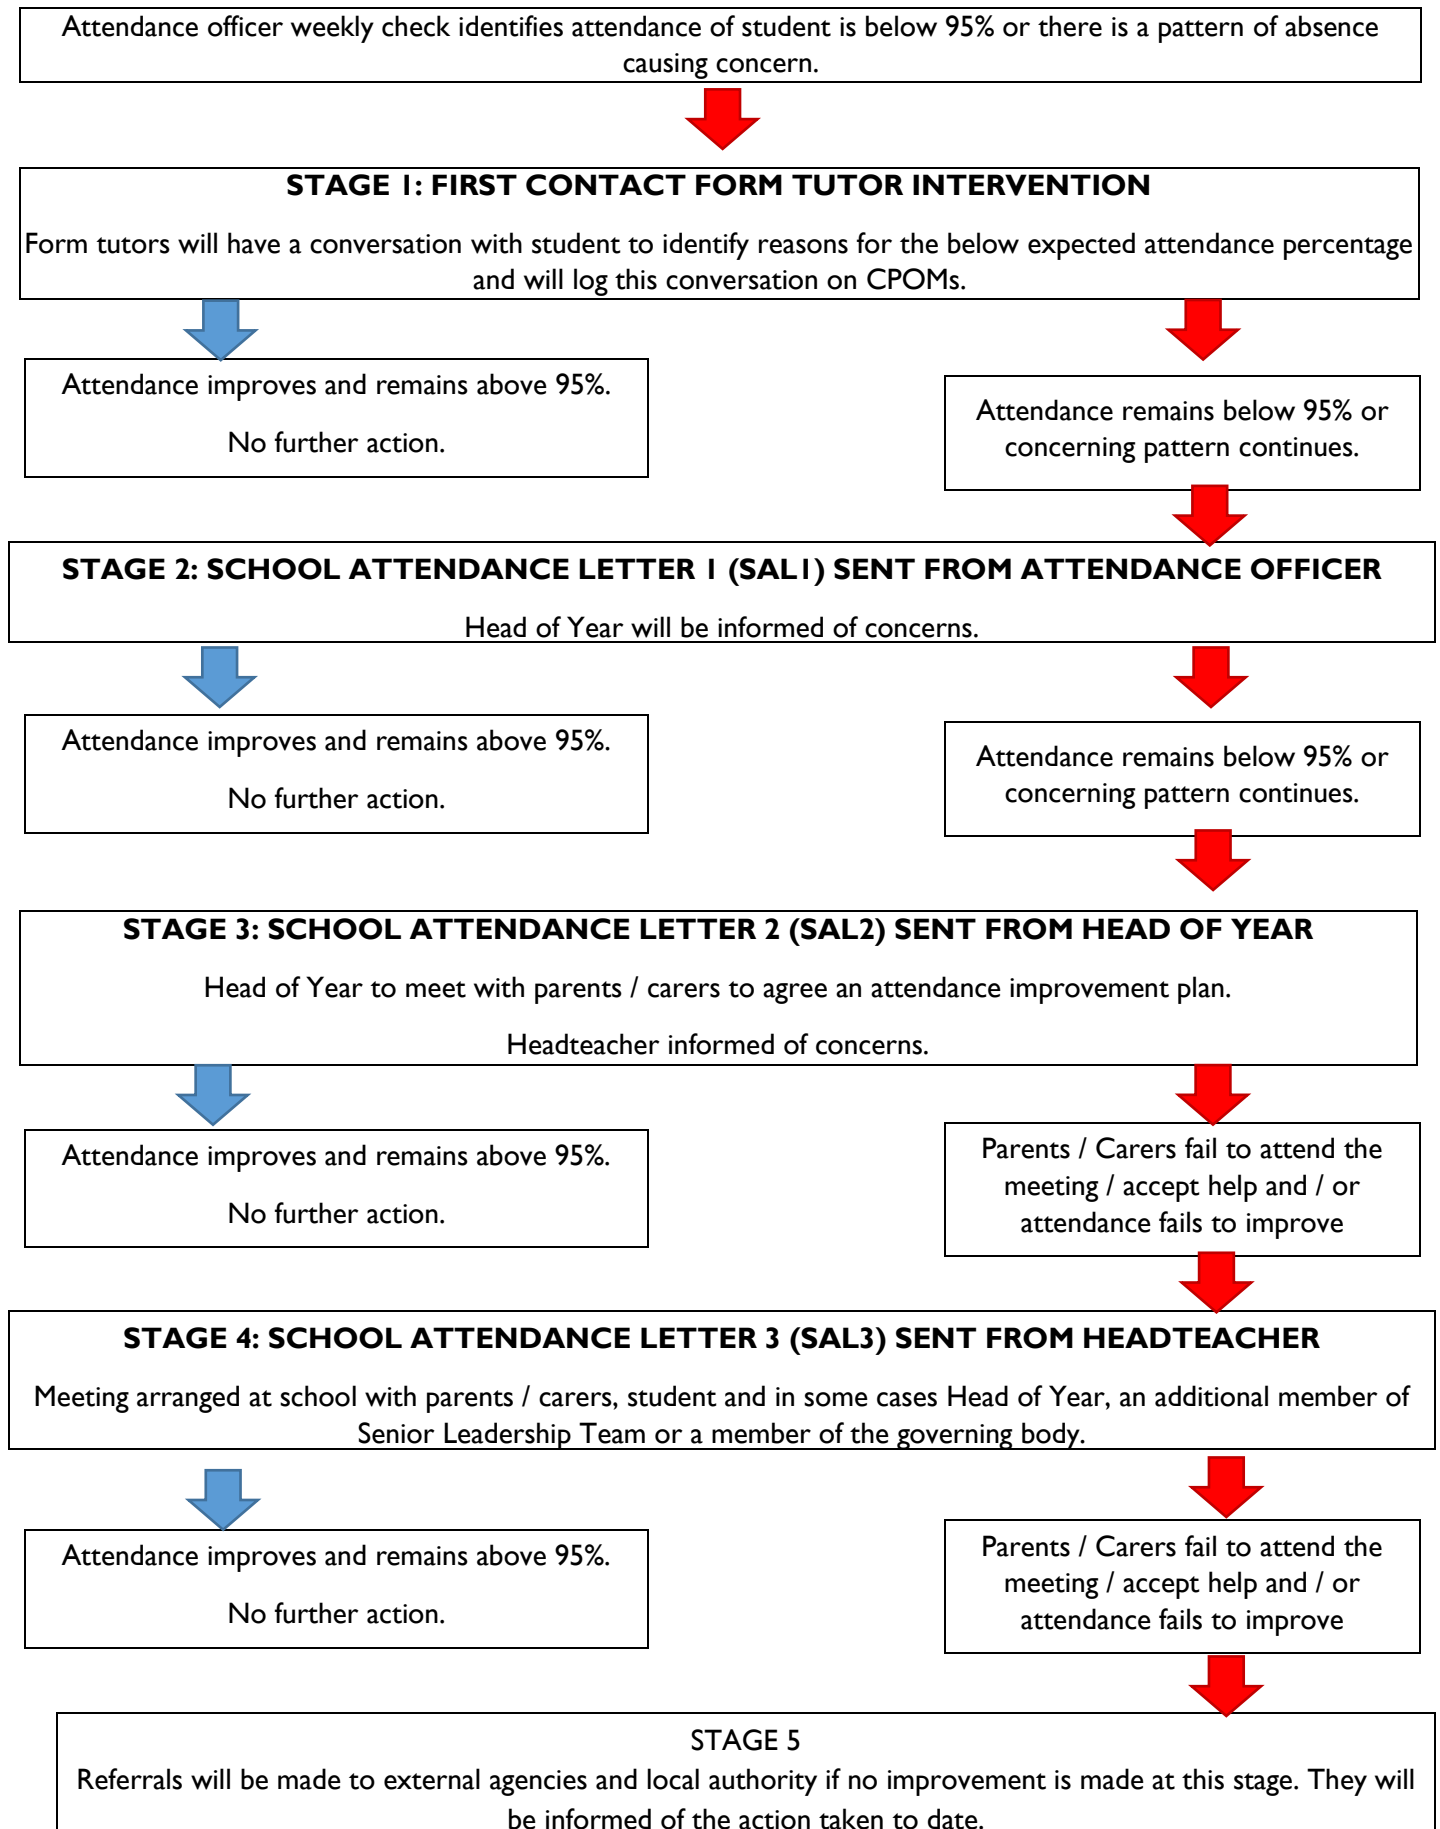 Attendance officer weekly check identifies attendance of student is below 95% or there is a pattern of absence
causing concern.
STAGE 1: FIRST CONTACT FORM TUTOR INTERVENTION
Form tutors will have a conversation with student to identify reasons for the below expected attendance percentage
and will log this conversation on CPOMs.
Attendance improves and remains above 95%.
No further action.
Attendance remains below 95% or
concerning pattern continues.
STAGE 2: SCHOOL ATTENDANCE LETTER 1 (SAL1) SENT FROM ATTENDANCE OFFICER
Head of Year will be informed of concerns.
Attendance improves and remains above 95%.
No further action.
Attendance remains below 95% or
concerning pattern continues.
STAGE 3: SCHOOL ATTENDANCE LETTER 2 (SAL2) SENT FROM HEAD OF YEAR
Head of Year to meet with parents / carers to agree an attendance improvement plan.
Headteacher informed of concerns.
Attendance improves and remains above 95%.
No further action.
Parents / Carers fail to attend the
meeting / accept help and / or
attendance fails to improve
STAGE 4: SCHOOL ATTENDANCE LETTER 3 (SAL3) SENT FROM HEADTEACHER
Meeting arranged at school with parents / carers, student and in some cases Head of Year, an additional member of
Senior Leadership Team or a member of the governing body.
Attendance improves and remains above 95%.
No further action.
Parents / Carers fail to attend the
meeting / accept help and / or
attendance fails to improve
STAGE 5
Referrals will be made to external agencies and local authority if no improvement is made at this stage. They will
be informed of the action taken to date.